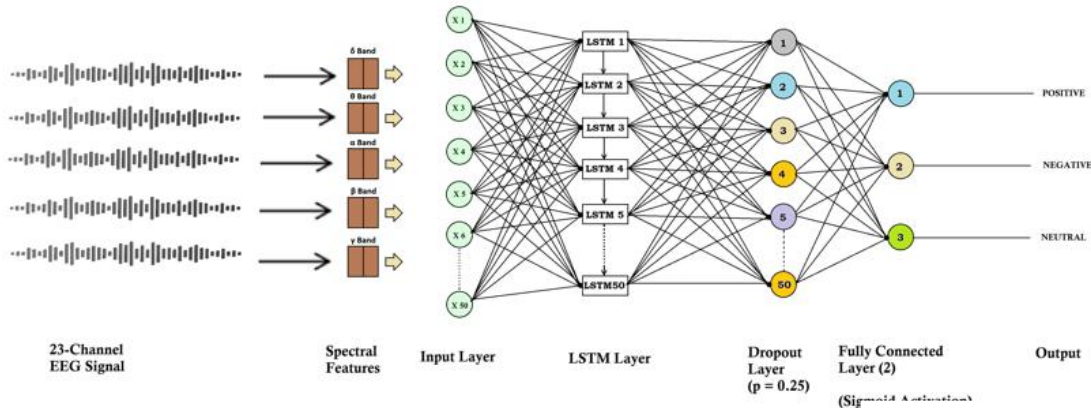 δ Band
θ Band
α Band
β Band
γ Band
X 1
X 2
X 3
X 4
X 5
X 6
X 50
LSTM 1
LSTM 2
LSTM 3
LSTM 4
LSTM 5
LSTM50
1
2
3
4
5
50
1
2
3
POSITIVE
NEGATIVE
NEUTRAL
23-Channel
EEG Signal
Spectral
Features
Input Layer
LSTM Layer
Dropout
Layer
(p = 0.25)
Fully Connected
Layer (2)
(Sigmoid Activation)
Output